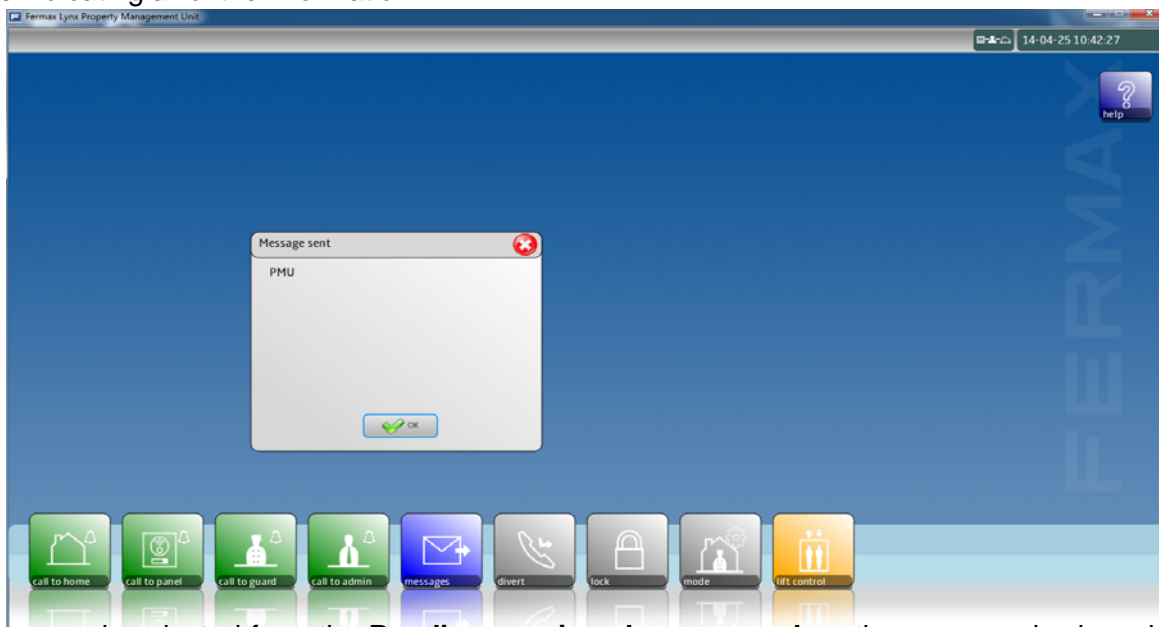 Fermax Lynx Property Management Unit
14-04-25 10:42:27
help
FERMAX
Message sent
PMU
OK
call to home
call to panel
call to guard
call to admin
messages
divert
lock
mode
lift control